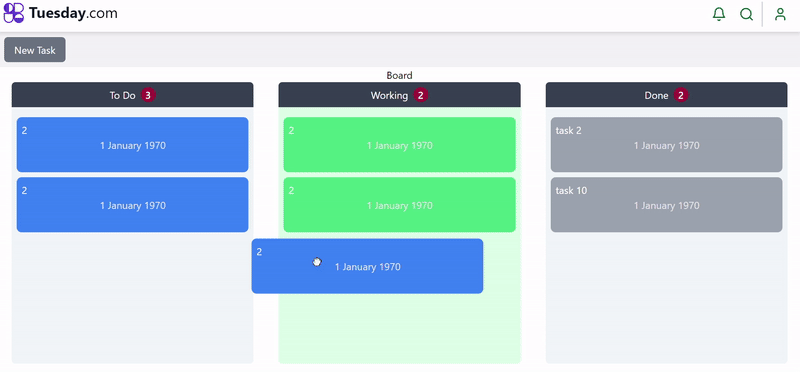 Tuesday.com
New Task
Board
To Do 3
2
1 January 1970
2
1 January 1970
Working 2
2
1 January 1970
2
1 January 1970
2
1 January 1970
Done 2
task 2
1 January 1970
task 10
1 January 1970